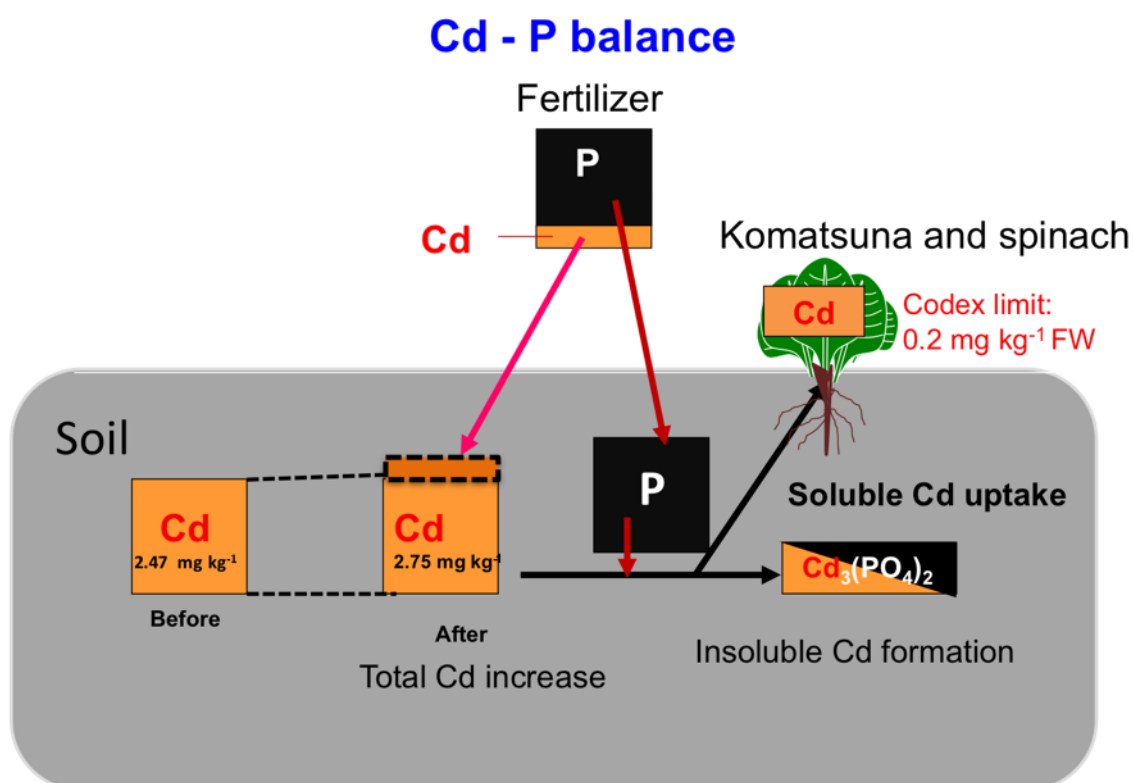 Cd - P balance
Fertilizer
P
Cd
Komatsuna and spinach
Cd
Codex limit:
0.2 mg kg⁻¹ FW
Soil
P
Soluble Cd uptake
Cd
2.47 mg kg⁻¹
Cd
2.75 mg kg⁻¹
Cd₃(PO₄)₂
Before
After
Insoluble Cd formation
Total Cd increase